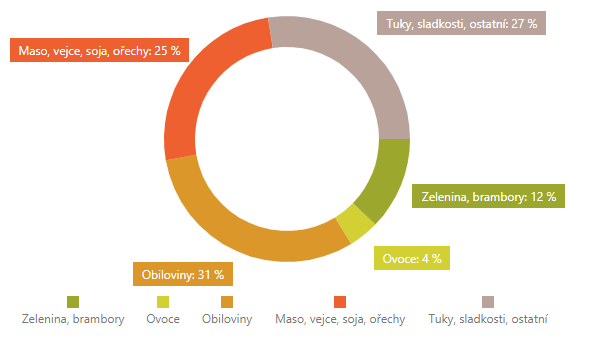 Tuky, sladkosti, ostatní: 27 %
Maso, vejce, soja, ořechy: 25 %
Zelenina, brambory: 12 %
Ovoce: 4 %
Obiloviny: 31 %
Zelenina, brambory
Ovoce
Obiloviny
Maso, vejce, soja, ořechy
Tuky, sladkosti, ostatní